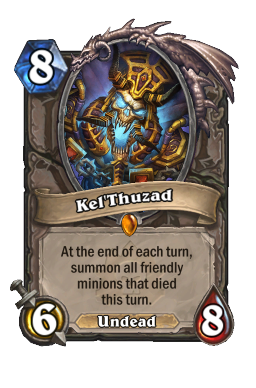 8
Kel'Thuzad
At the end of each turn,
summon all friendly
minions that died
this turn.
6
Undead
8